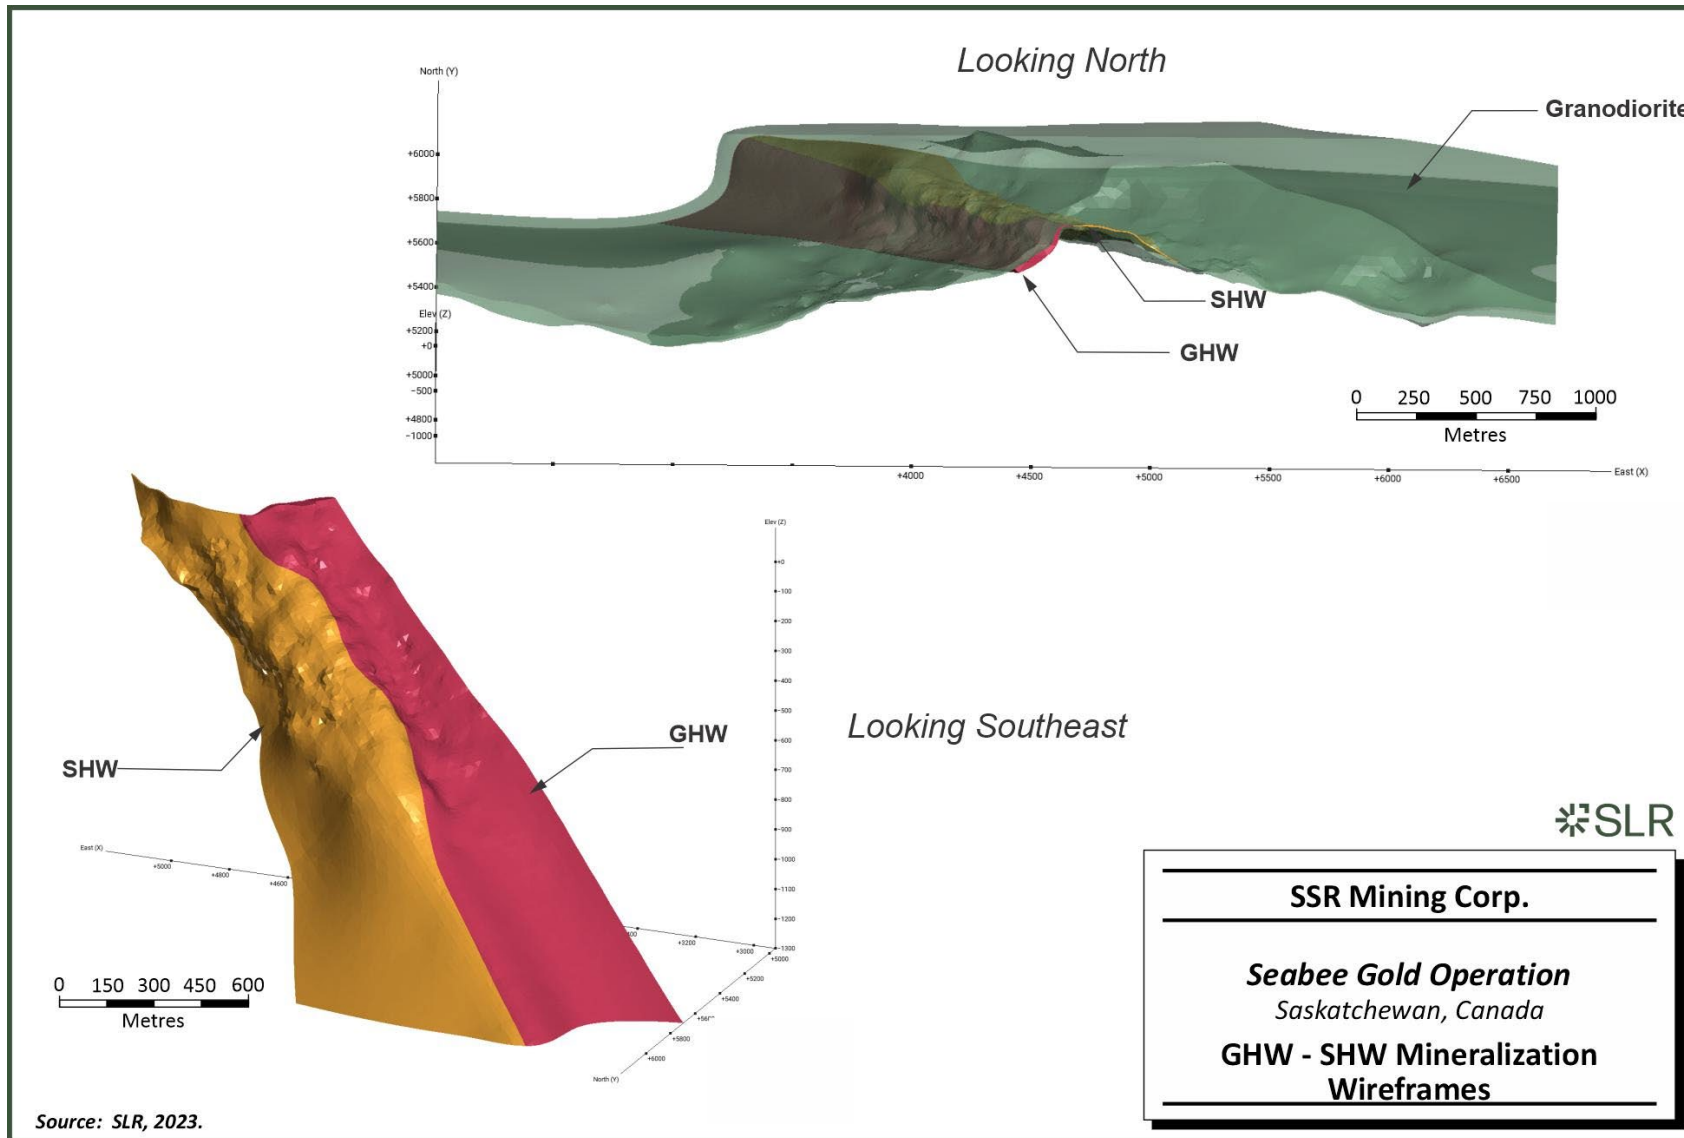 Looking North
North (Y)
Granodiorite
+6000
+5800
+5600
+5400
Elev (Z)
+5200
+0
+5000
-500
+4800
-1000
SHW
GHW
0 250 500 750 1000
Metres
+4000 +4500 +5000 +5500 +6000 +6500 East (X)
Elev (Z)
+0
-100
-200
-300
-400
-500
-600
-700
-800
-900
-1000
-1100
-1200
-1300
Looking Southeast
GHW
SHW
East (X)
+5000 +4800 +4600
+3200 +3000
+5000
+5200
+5400
+5800
+6000
North (Y)
0 150 300 450 600
Metres
SLR
SSR Mining Corp.
Seabee Gold Operation
Saskatchewan, Canada
GHW - SHW Mineralization
Wireframes
Source: SLR, 2023.